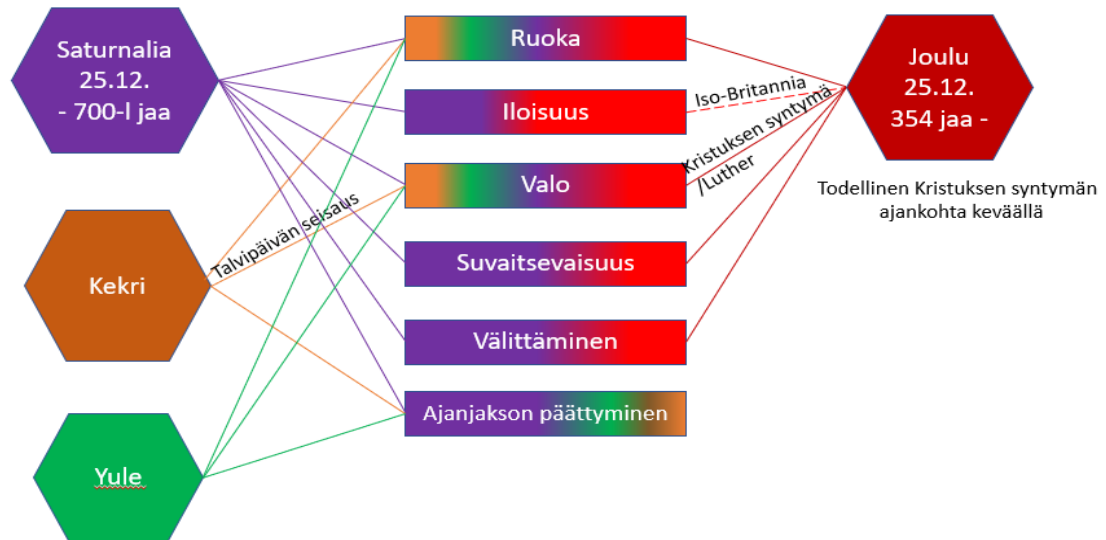 Saturnalia
25.12.
- 700-l jaa
Kekri
Yule
Talvipäivän seisaus
Ruoka
Iloisuus
Valo
Suvaitsevaisuus
Välittäminen
Ajanjakson päättyminen
Iso-Britannia
Kristuksen syntymä
/Luther
Joulu
25.12.
354 jaa -
Todellinen Kristuksen syntymän
ajankohta keväällä